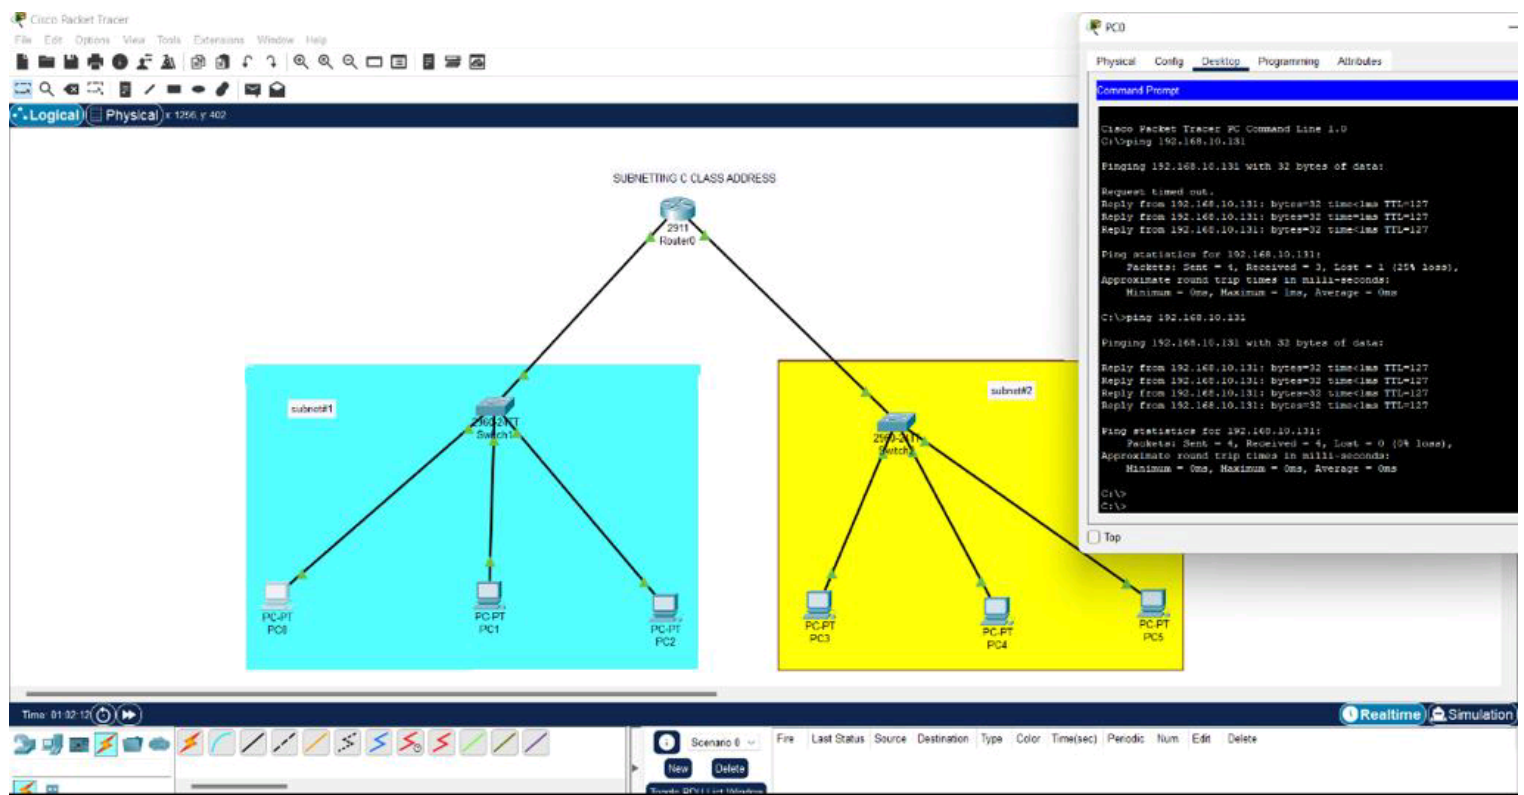 Cisco Packet Tracer
File Edit Options View Tools Extensions Window Help
Logical Physical x 1256, y 402
SUBNETTING C CLASS ADDRESS
2911
Router0
subnet#1
2960-24TT
Switch1
PC-PT
PC0
PC-PT
PC1
PC-PT
PC2
subnet#2
2960-24TT
PC-PT
PC3
PC-PT
PC4
PC-PT
PC5
PC0
Physical Config Desktop Programming Attributes
Command Prompt
Cisco Packet Tracer PC Command Line 1.0
C:\>ping 192.168.10.131
Pinging 192.168.10.131 with 32 bytes of data:
Request timed out.
Reply from 192.168.10.131: bytes=32 time<1ms TTL=127
Reply from 192.168.10.131: bytes=32 time=1ms TTL=127
Reply from 192.168.10.131: bytes=32 time<1ms TTL=127
Ping statistics for 192.168.10.131:
Packets: Sent = 4, Received = 3, Lost = 1 (25% loss),
Approximate round trip times in milli-seconds:
Minimum = 0ms, Maximum = 1ms, Average = 0ms
C:\>ping 192.168.10.131
Pinging 192.168.10.131 with 32 bytes of data:
Reply from 192.168.10.131: bytes=32 time<1ms TTL=127
Reply from 192.168.10.131: bytes=32 time<1ms TTL=127
Reply from 192.168.10.131: bytes=32 time<1ms TTL=127
Reply from 192.168.10.131: bytes=32 time<1ms TTL=127
Ping statistics for 192.168.10.131:
Packets: Sent = 4, Received = 4, Lost = 0 (0% loss),
Approximate round trip times in milli-seconds:
Minimum = 0ms, Maximum = 0ms, Average = 0ms
C:\>
C:\>
Top
Time: 01:02:12
Realtime Simulation
Scenario 0
New Delete
Toggle PDU List Window
Fire Last Status Source Destination Type Color Time(sec) Periodic Num Edit Delete